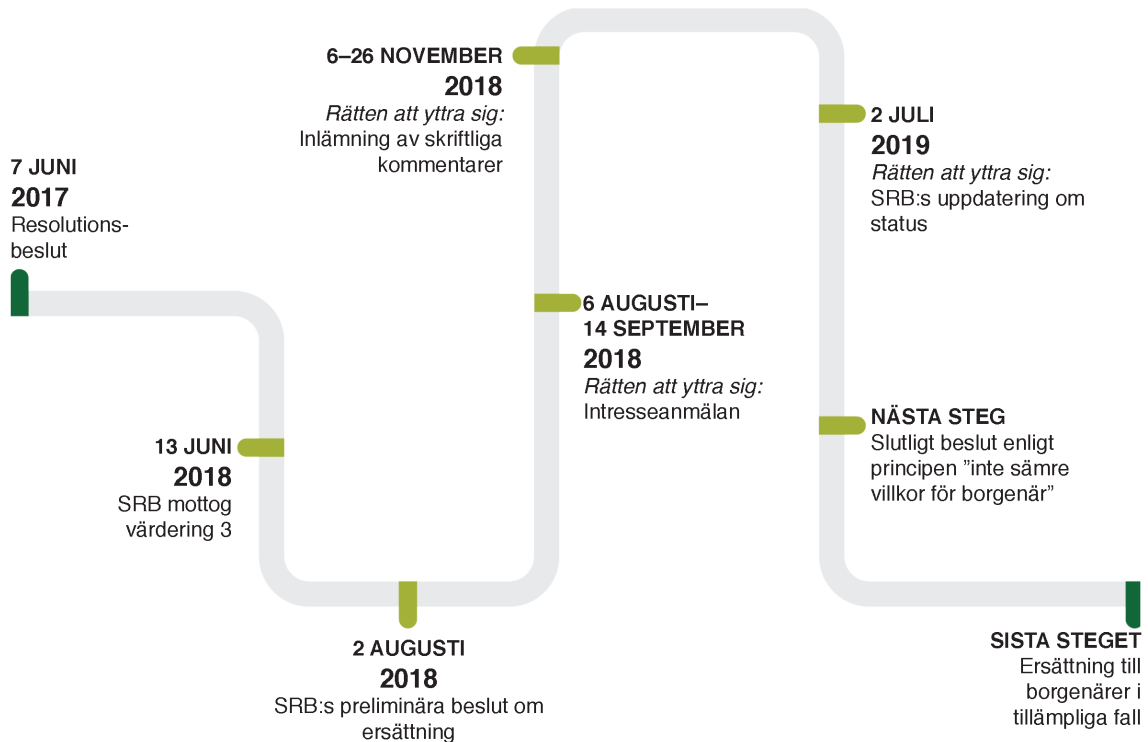 7 JUNI
2017
Resolutions-
beslut
13 JUNI
2018
SRB mottog
värdering 3
2 AUGUSTI
2018
SRB:s preliminära beslut om
ersättning
6 AUGUSTI–
14 SEPTEMBER
2018
Rätten att yttra sig:
Intresseanmälan
6–26 NOVEMBER
2018
Rätten att yttra sig:
Inlämning av skriftliga
kommentarer
2 JULI
2019
Rätten att yttra sig:
SRB:s uppdatering om
status
NÄSTA STEG
Slutligt beslut enligt
principen ”inte sämre
villkor för borgenär”
SISTA STEGET
Ersättning till
borgenärer i
tillämpliga fall